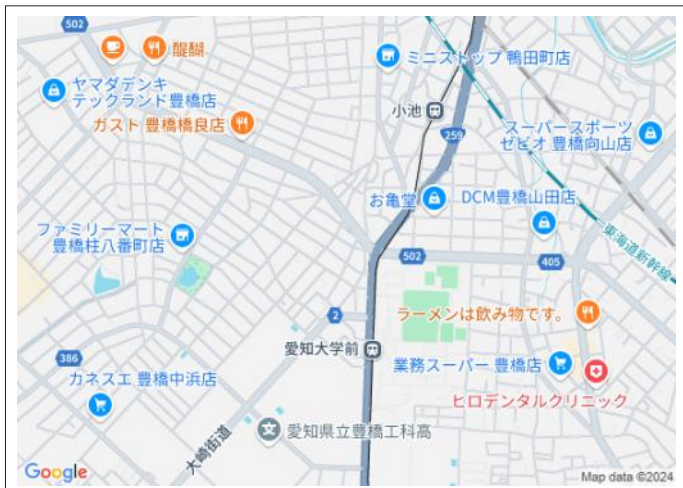 502
醍醐
ミニストップ 鴨田町店
ヤマダデンキ
テックランド豊橋店
小池
ガスト 豊橋橋良店
259
スーパースポーツ
ゼビオ 豊橋向山店
お亀堂
DCM豊橋山田店
ファミリーマート
豊橋柱八番町店
東海道新幹線
502
405
2
ラーメンは飲み物です。
愛知大学前
386
業務スーパー 豊橋店
カネスエ 豊橋中浜店
ヒロデンタルクリニック
愛知県立豊橋工科高
大崎街道
Google
Map data ©2024